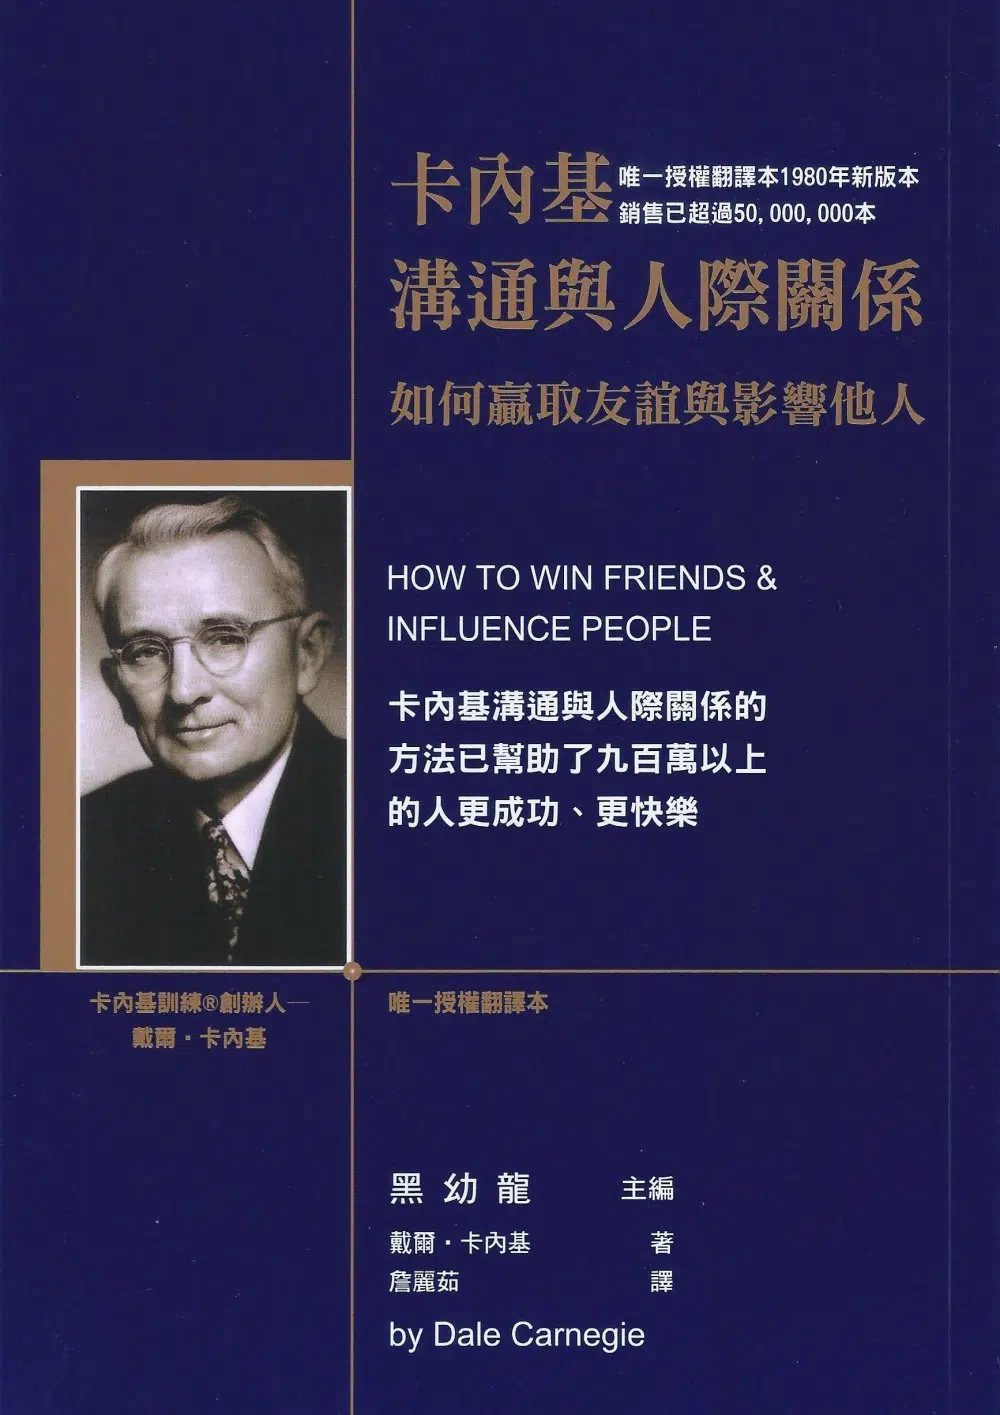 卡內基
唯一授權翻譯本1980年新版本
銷售已超過50,000,000本
溝通與人際關係
如何贏取友誼與影響他人
HOW TO WIN FRIENDS &
INFLUENCE PEOPLE
卡內基溝通與人際關係的
方法已幫助了九百萬以上
的人更成功、更快樂
卡內基訓練®創辦人─
戴爾·卡內基
唯一授權翻譯本
黑幼龍 主編
戴爾·卡內基 著
詹麗茹 譯
by Dale Carnegie